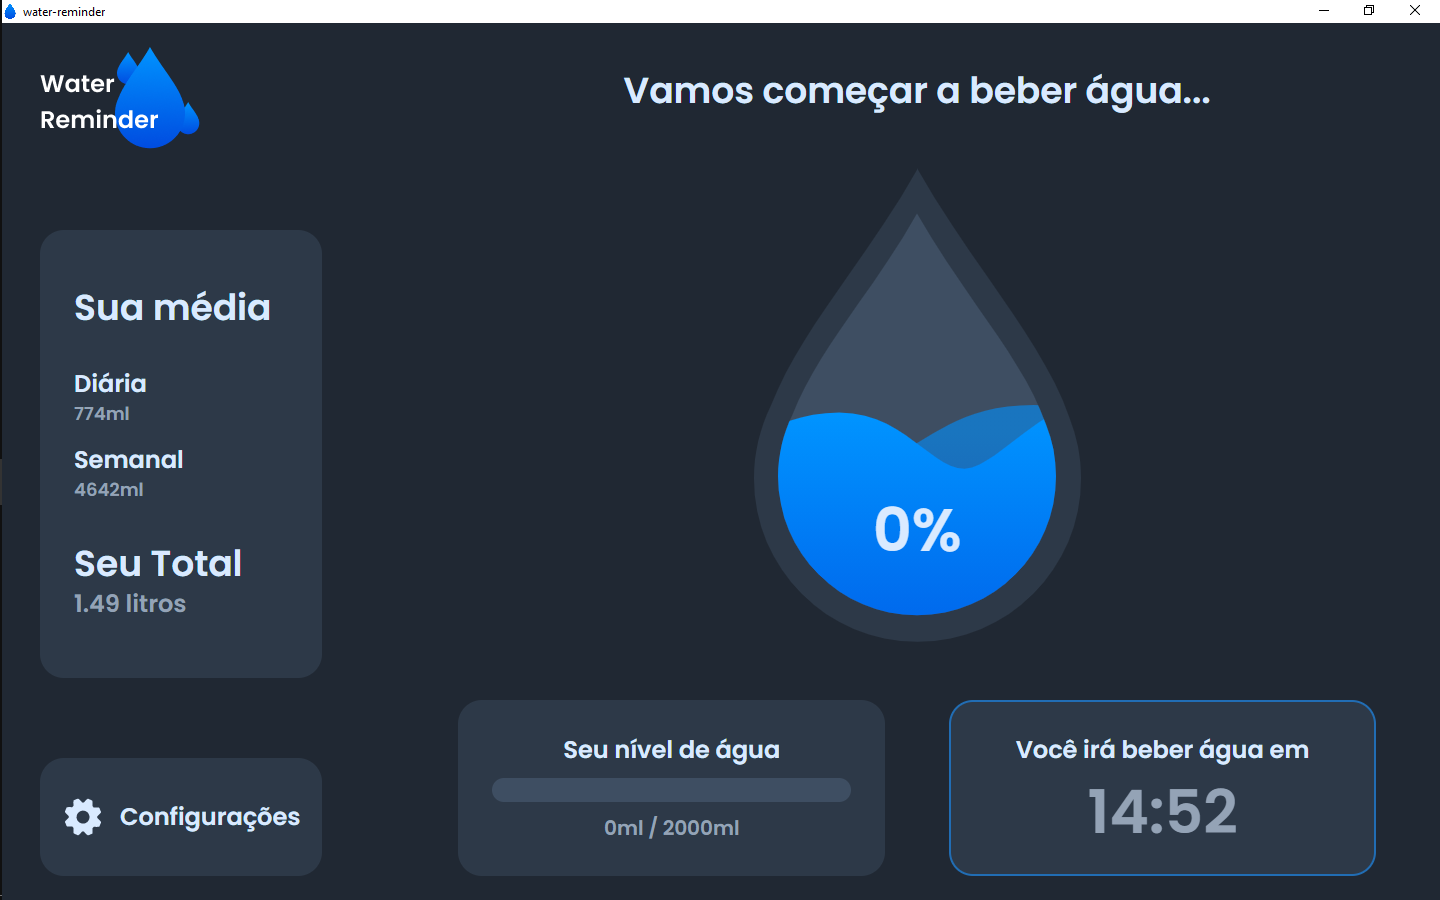 water-reminder
Water
Reminder
Vamos começar a beber água...
Sua média
Diária
774ml
Semanal
4642ml
Seu Total
1.49 litros
Configurações
0%
Seu nível de água
0ml / 2000ml
Você irá beber água em
14:52